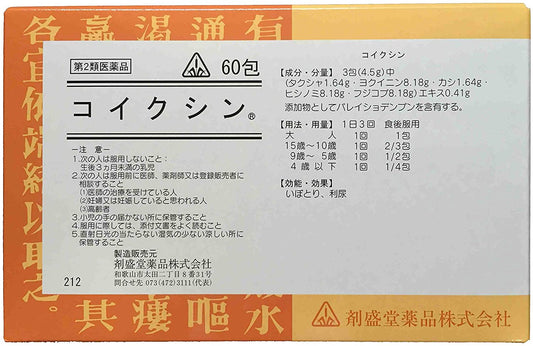 第2類医薬品
60包
コイクシン®
－注 意－
1.次の人は服用しないこと:
生後3ヵ月未満の乳児
2.次の人は服用前に医師、薬剤師又は登録販売者に
相談すること
(1)医師の治療を受けている人
(2)妊婦又は妊娠していると思われる人
(3)高齢者
3.小児の手の届かない所に保管すること
4.服用に際しては、添付文書をよく読むこと
5.直射日光の当たらない湿気の少ない涼しい所に
保管すること
製造販売元
剤盛堂薬品株式会社
和歌山市太田二丁目8番31号
問合せ先 073(472)3111(代表)
212
コイクシン
【成分・分量】 3包(4.5g)中
(タクシャ1.64g・ヨクイニン8.18g・カシ1.64g・
ヒシノミ8.18g・フジコブ8.18g)エキス0.41g
添加物としてバレイショデンプンを含有する。
【用法・用量】 1日3回 食後服用
大 人 1回 1包
15歳～10歳 1回 2/3包
9歳～ 5歳 1回 1/2包
4 歳 以 下 1回 1/4包
【効能・効果】
いぼとり、利尿
剤盛堂薬品株式会社